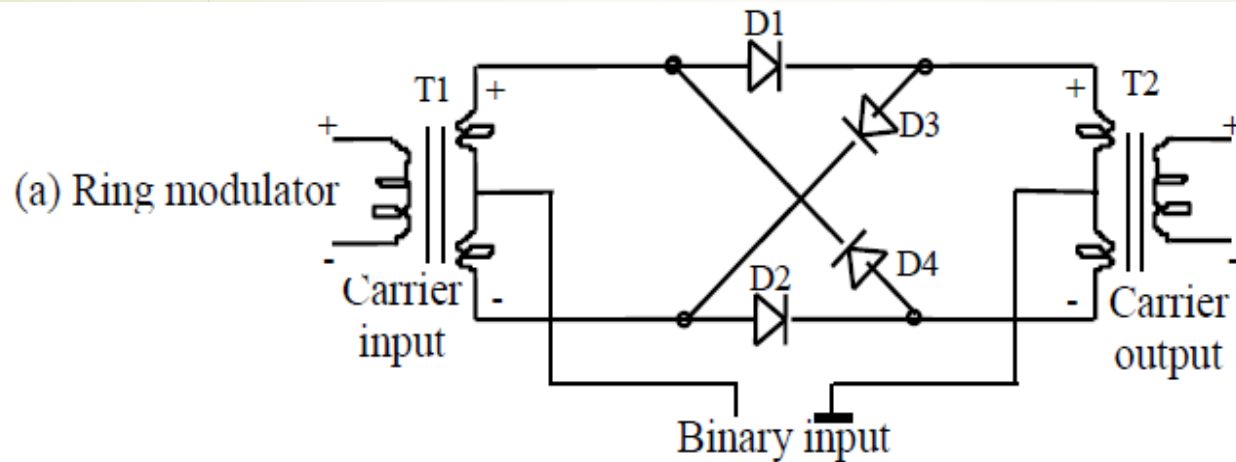 D1
T1
+
+
T2
+
+
D3
(a) Ring modulator
-
-
D2
D4
-
-
Carrier
input
Carrier
output
Binary input